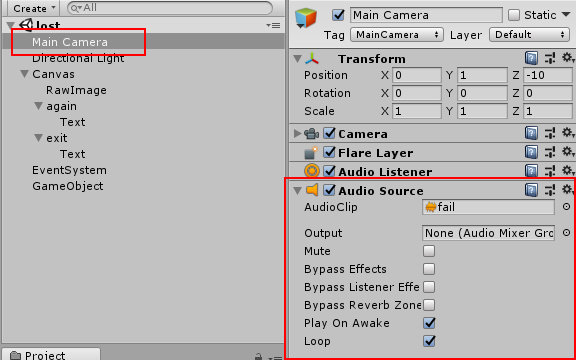 Create
All
lost
Main Camera
Directional Light
Canvas
RawImage
again
Text
exit
Text
EventSystem
GameObject
Project
Main Camera
Static
Tag
MainCamera
Layer
Default
Transform
Position X 0 Y 1 Z -10
Rotation X 0 Y 0 Z 0
Scale X 1 Y 1 Z 1
Camera
Flare Layer
Audio Listener
Audio Source
AudioClip fail
Output None (Audio Mixer Gro
Mute
Bypass Effects
Bypass Listener Effe
Bypass Reverb Zone
Play On Awake
Loop